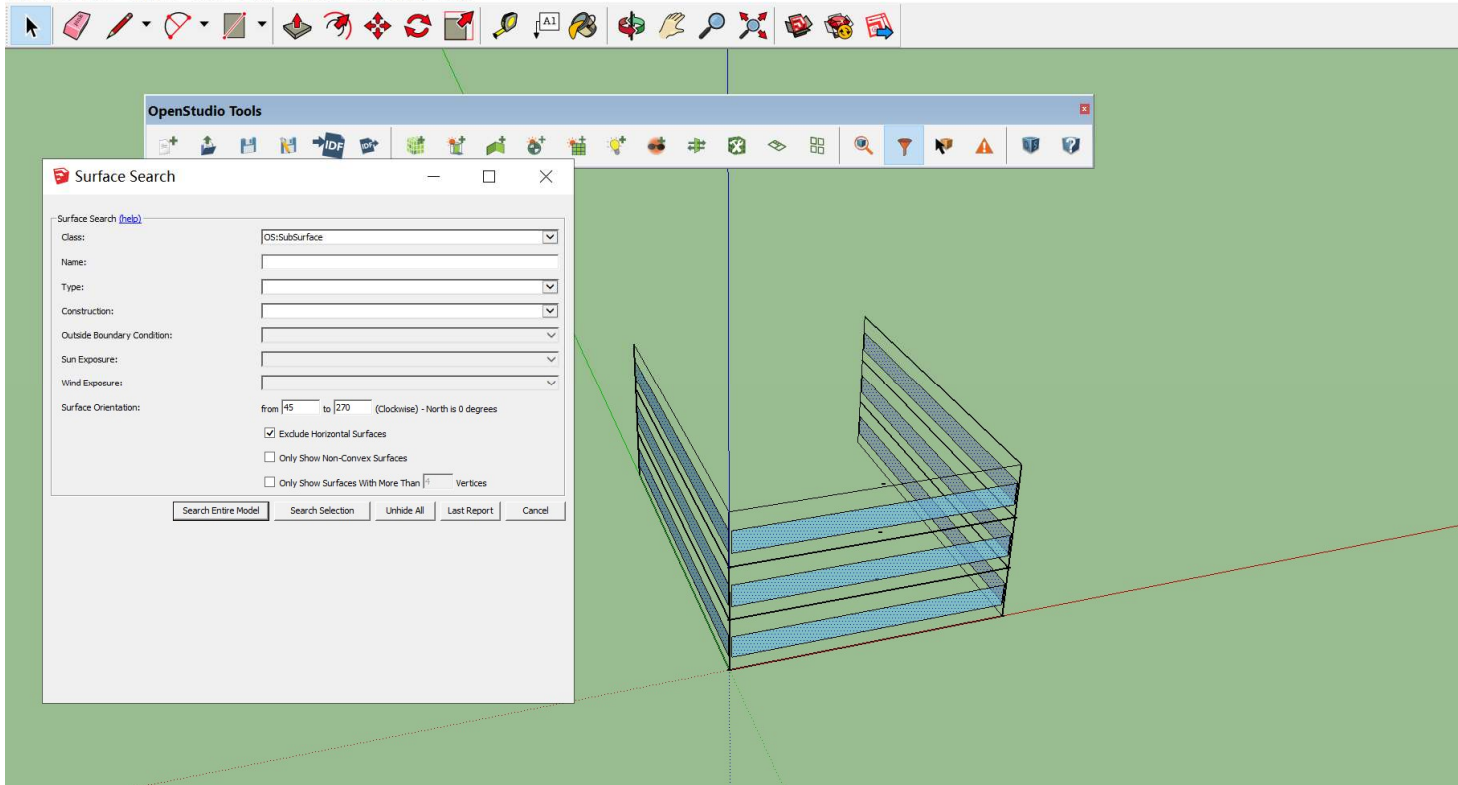 A1
OpenStudio Tools
IDF
IDF
Surface Search
Surface Search (help)
Class: OS:SubSurface
Name:
Type:
Construction:
Outside Boundary Condition:
Sun Exposure:
Wind Exposure:
Surface Orientation: from 45 to 270 (Clockwise) - North is 0 degrees
Exclude Horizontal Surfaces
Only Show Non-Convex Surfaces
Only Show Surfaces With More Than 4 Vertices
Search Entire Model Search Selection Unhide All Last Report Cancel